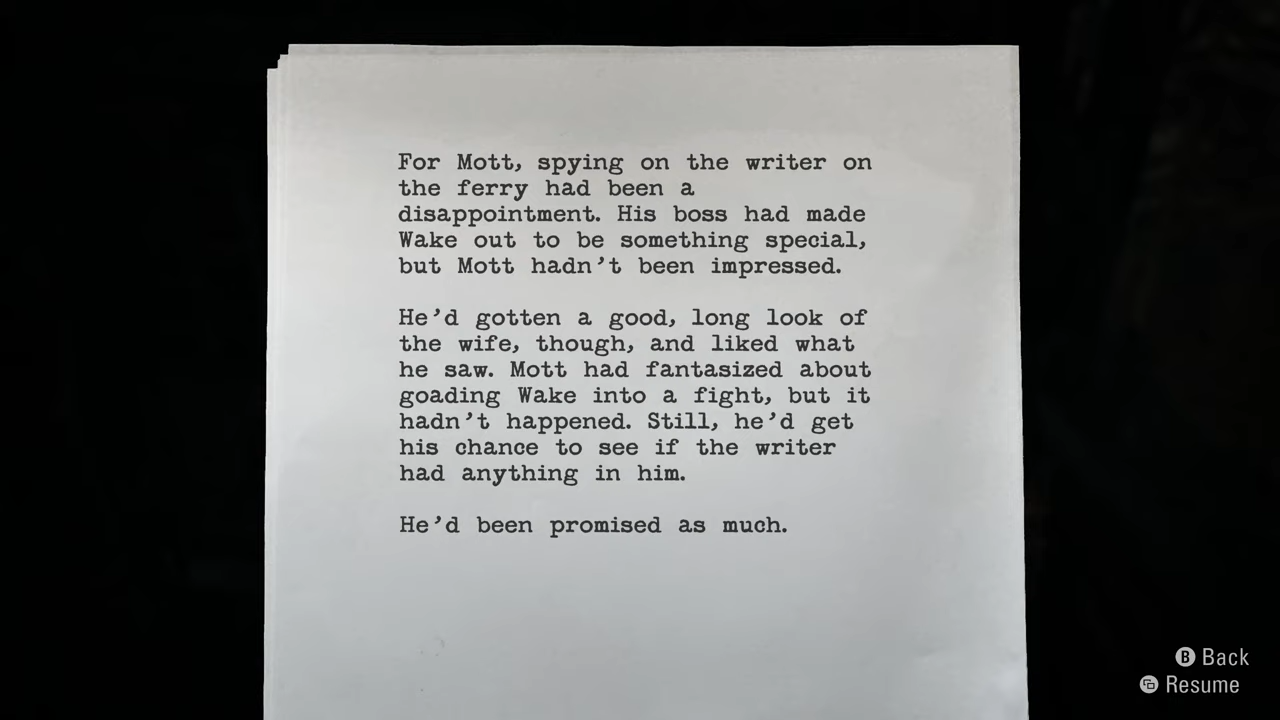 For Mott, spying on the writer on
the ferry had been a
disappointment. His boss had made
Wake out to be something special,
but Mott hadn't been impressed.
He'd gotten a good, long look of
the wife, though, and liked what
he saw. Mott had fantasized about
goading Wake into a fight, but it
hadn't happened. Still, he'd get
his chance to see if the writer
had anything in him.
He'd been promised as much.
B Back
Resume